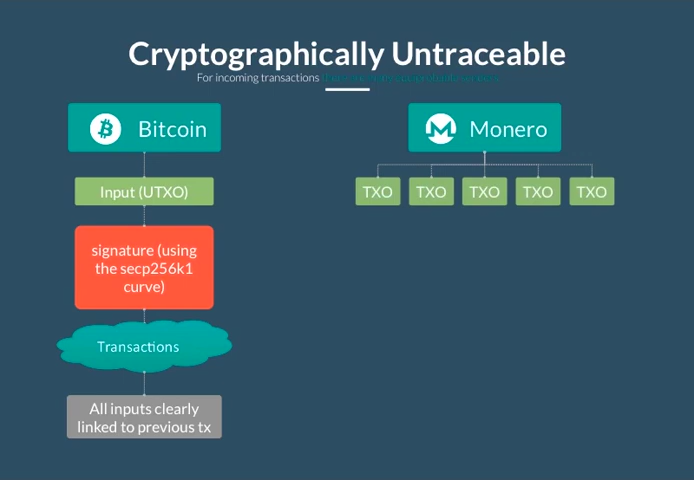 Cryptographically Untraceable
For incoming transactions
Bitcoin
Monero
Input (UTXO)
TXO
TXO
TXO
TXO
TXO
signature (using
the secp256k1
curve)
Transactions
All inputs clearly
linked to previous tx